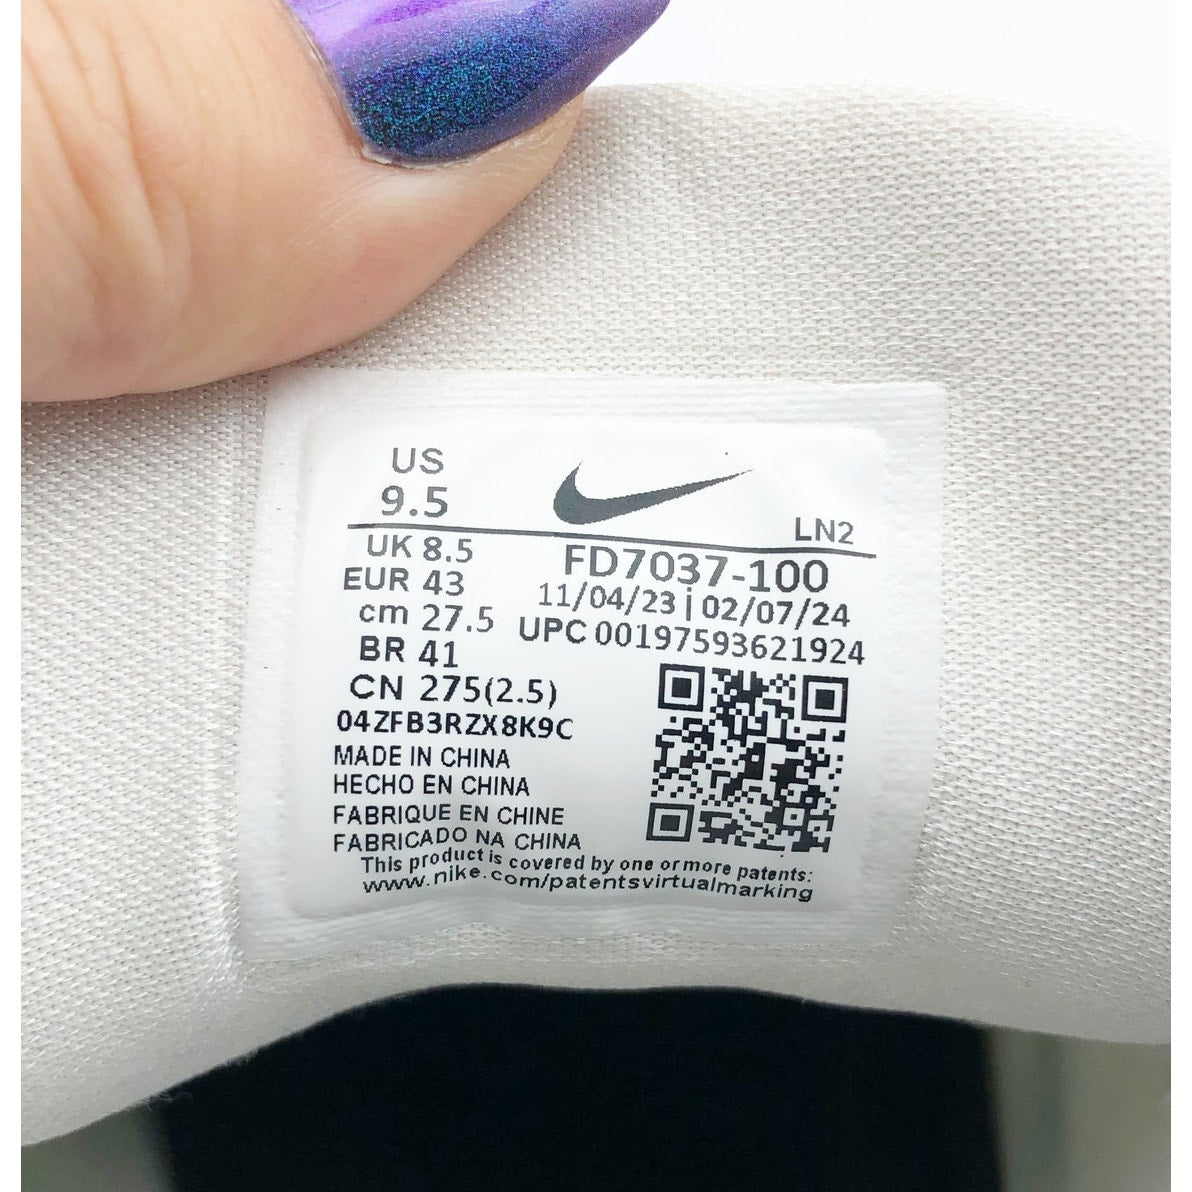 US
9.5
LN2
UK 8.5
FD7037-100
EUR 43
11/04/23 | 02/07/24
cm 27.5
UPC 00197593621924
BR 41
CN 275(2.5)
04ZFB3RZX8K9C
MADE IN CHINA
HECHO EN CHINA
FABRIQUE EN CHINE
FABRICADO NA CHINA
This product is covered by one or more patents:
www.nike.com/patentsvirtualmarking